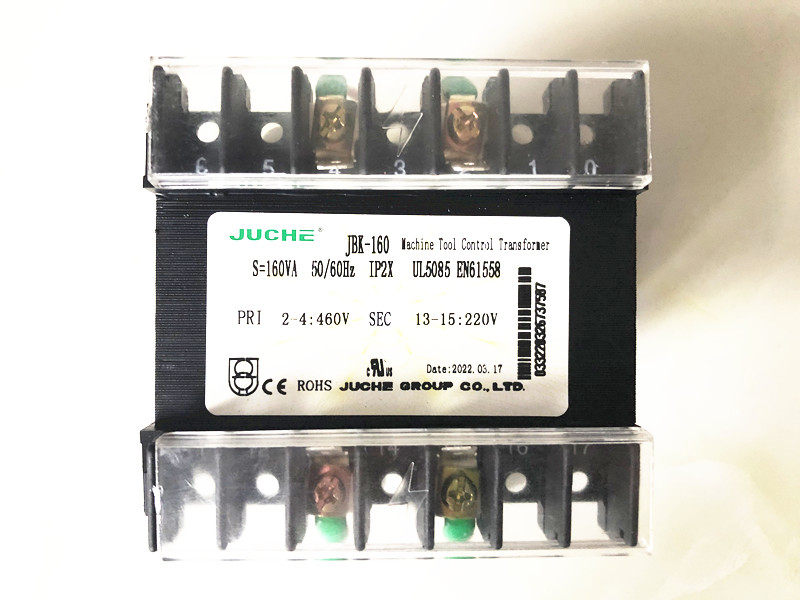 6 5 4 3 2 1 0
JUCHE®
JBK-160 Machine Tool Control Transformer
S=160VA 50/60Hz IP2X UL5085 EN61558
PRI 2-4:460V SEC 13-15:220V
Date:2022.03.17
CE ROHS JUCHE GROUP CO.,LTD.
14 16 17